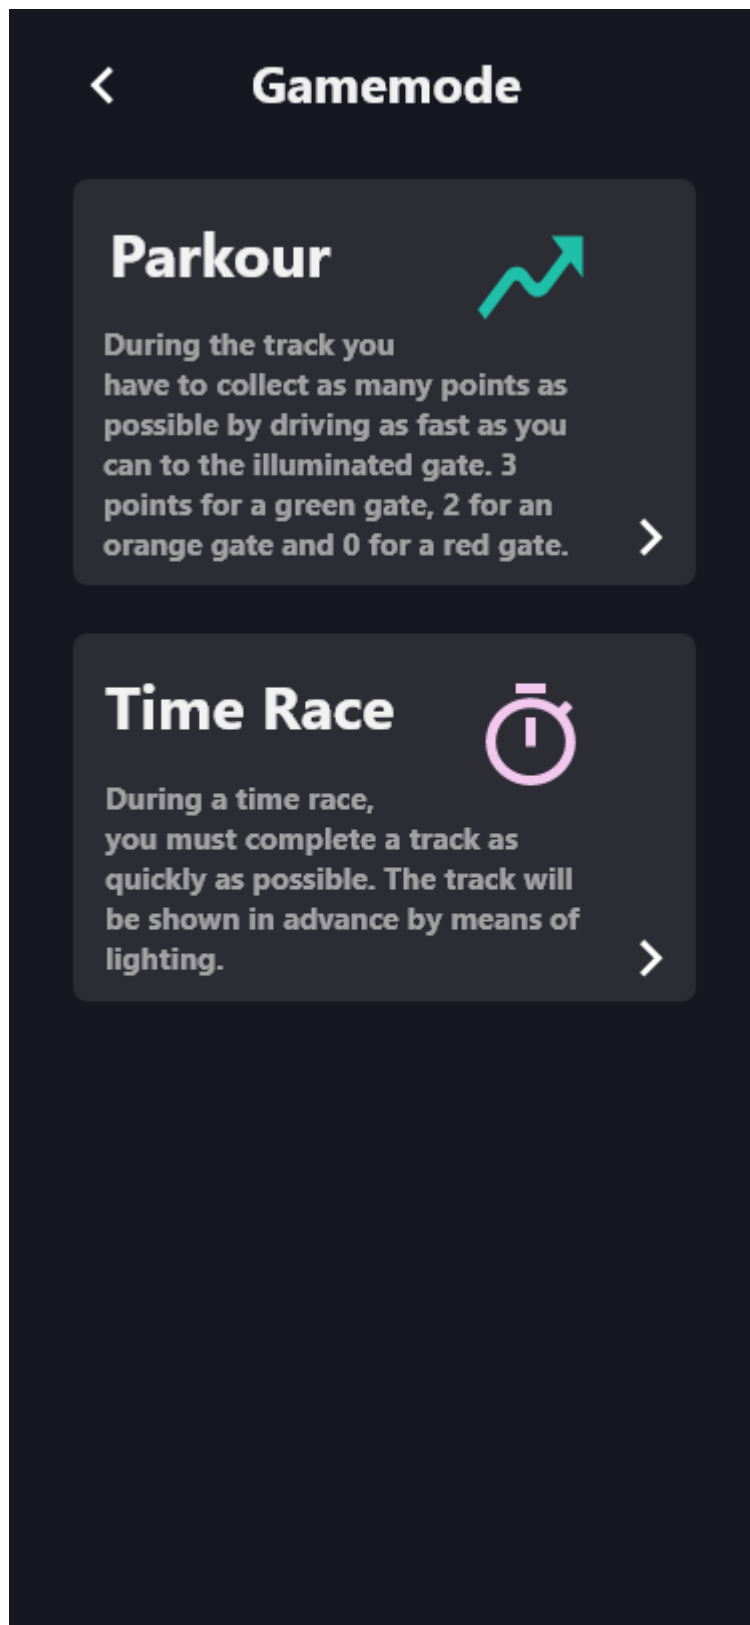 Gamemode
Parkour
During the track you
have to collect as many points as
possible by driving as fast as you
can to the illuminated gate. 3
points for a green gate, 2 for an
orange gate and 0 for a red gate.
Time Race
During a time race,
you must complete a track as
quickly as possible. The track will
be shown in advance by means of
lighting.